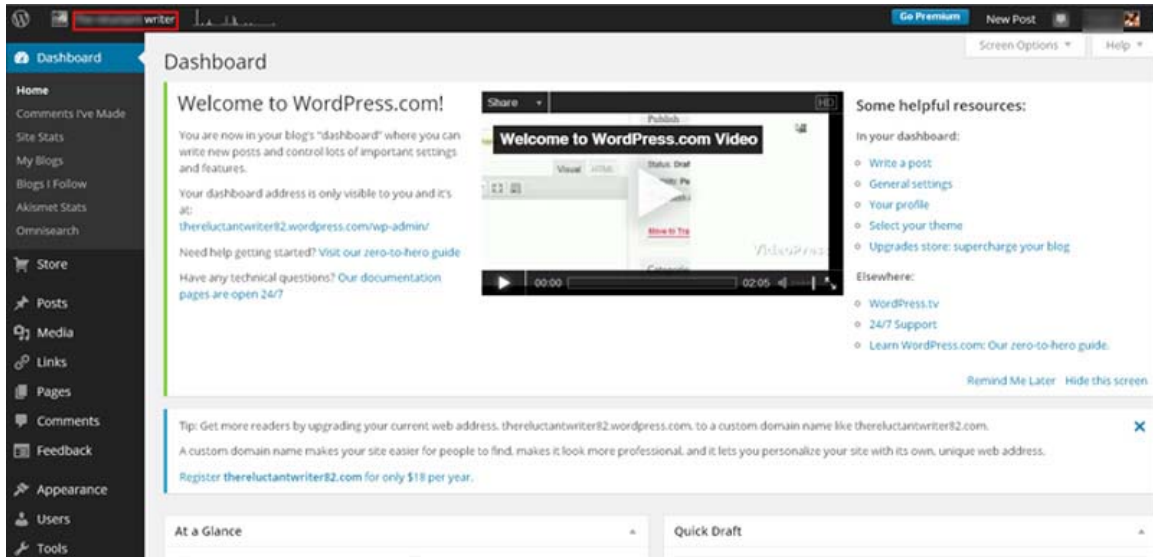 writer
Go Premium
New Post
Screen Options
Help
Dashboard
Home
Comments I've Made
Site Stats
My Blogs
Blogs I Follow
Akismet Stats
Omnisearch
Store
Posts
Media
Links
Pages
Comments
Feedback
Appearance
Users
Tools
Dashboard
Welcome to WordPress.com!
You are now in your blog's "dashboard" where you can
write new posts and control lots of important settings
and features.
Your dashboard address is only visible to you and it's
at:
thereluctantwriter82.wordpress.com/wp-admin/
Need help getting started? Visit our zero-to-hero guide
Have any technical questions? Our documentation
pages are open 24/7
Share
HD
Publish
Welcome to WordPress.com Video
Visual HTML
Status: Draf
Move to Tra
VideoPress
00:00
02:05
Some helpful resources:
In your dashboard:
Write a post
General settings
Your profile
Select your theme
Upgrades store: supercharge your blog
Elsewhere:
WordPress.tv
24/7 Support
Learn WordPress.com: Our zero-to-hero guide.
Remind Me Later Hide this screen
Tip: Get more readers by upgrading your current web address, thereluctantwriter82.wordpress.com, to a custom domain name like thereluctantwriter82.com.
A custom domain name makes your site easier for people to find, makes it look more professional, and it lets you personalize your site with its own, unique web address.
Register thereluctantwriter82.com for only $18 per year.
At a Glance
Quick Draft